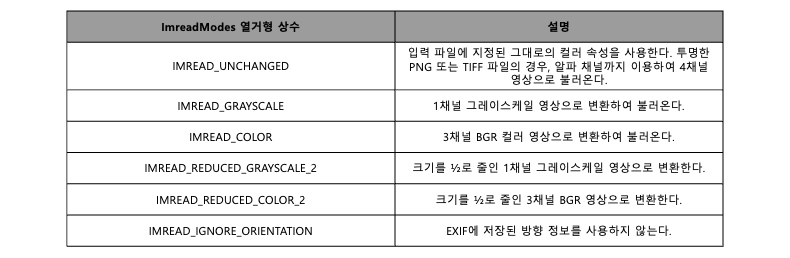 ImreadModes 열거형 상수
설명
IMREAD_UNCHANGED
입력 파일에 지정된 그대로의 컬러 속성을 사용한다. 투명한
PNG 또는 TIFF 파일의 경우, 알파 채널까지 이용하여 4채널
영상으로 불러온다.
IMREAD_GRAYSCALE
1채널 그레이스케일 영상으로 변환하여 불러온다.
IMREAD_COLOR
3채널 BGR 컬러 영상으로 변환하여 불러온다.
IMREAD_REDUCED_GRAYSCALE_2
크기를 ½로 줄인 1채널 그레이스케일 영상으로 변환한다.
IMREAD_REDUCED_COLOR_2
크기를 ½로 줄인 3채널 BGR 영상으로 변환한다.
IMREAD_IGNORE_ORIENTATION
EXIF에 저장된 방향 정보를 사용하지 않는다.